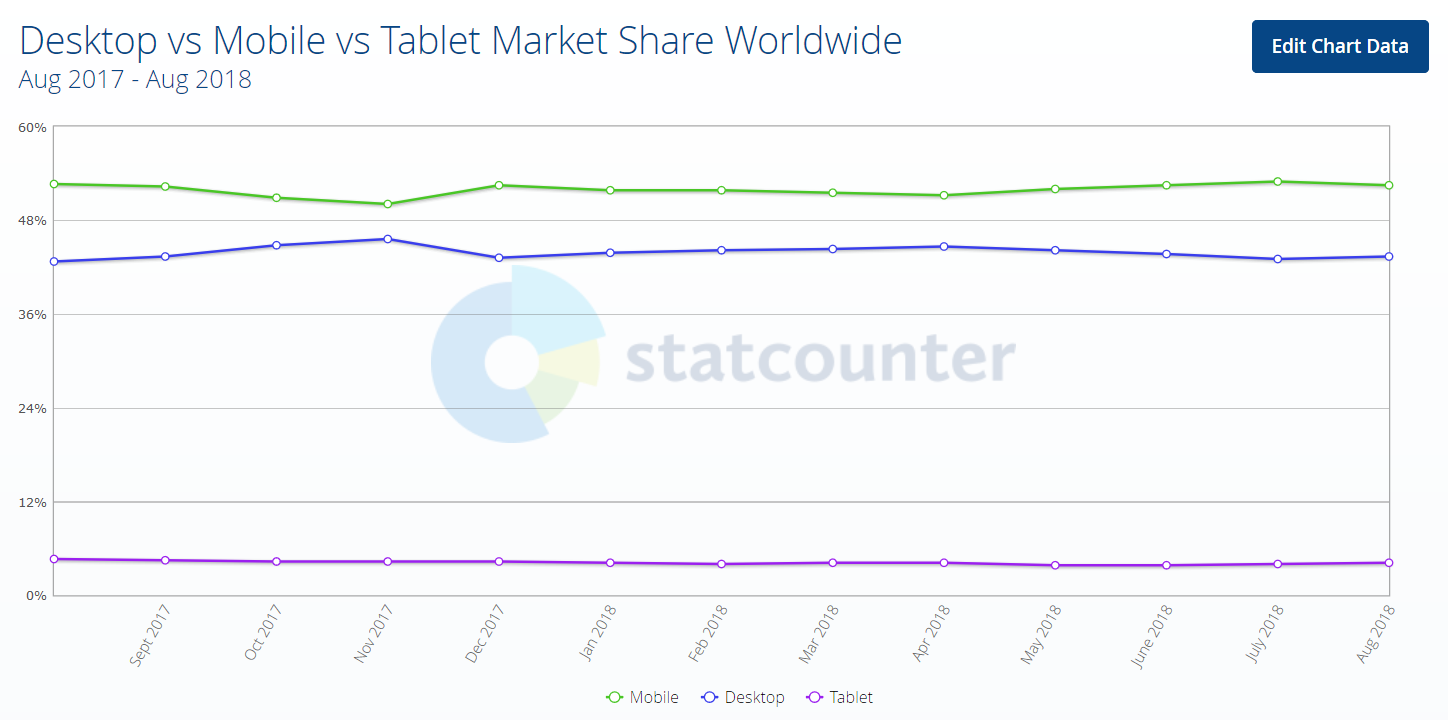 Desktop vs Mobile vs Tablet Market Share Worldwide
Edit Chart Data
Aug 2017 - Aug 2018
60%
48%
36%
24%
12%
0%
statcounter
Sept 2017
Oct 2017
Nov 2017
Dec 2017
Jan 2018
Feb 2018
Mar 2018
Apr 2018
May 2018
June 2018
July 2018
Aug 2018
Mobile Desktop Tablet